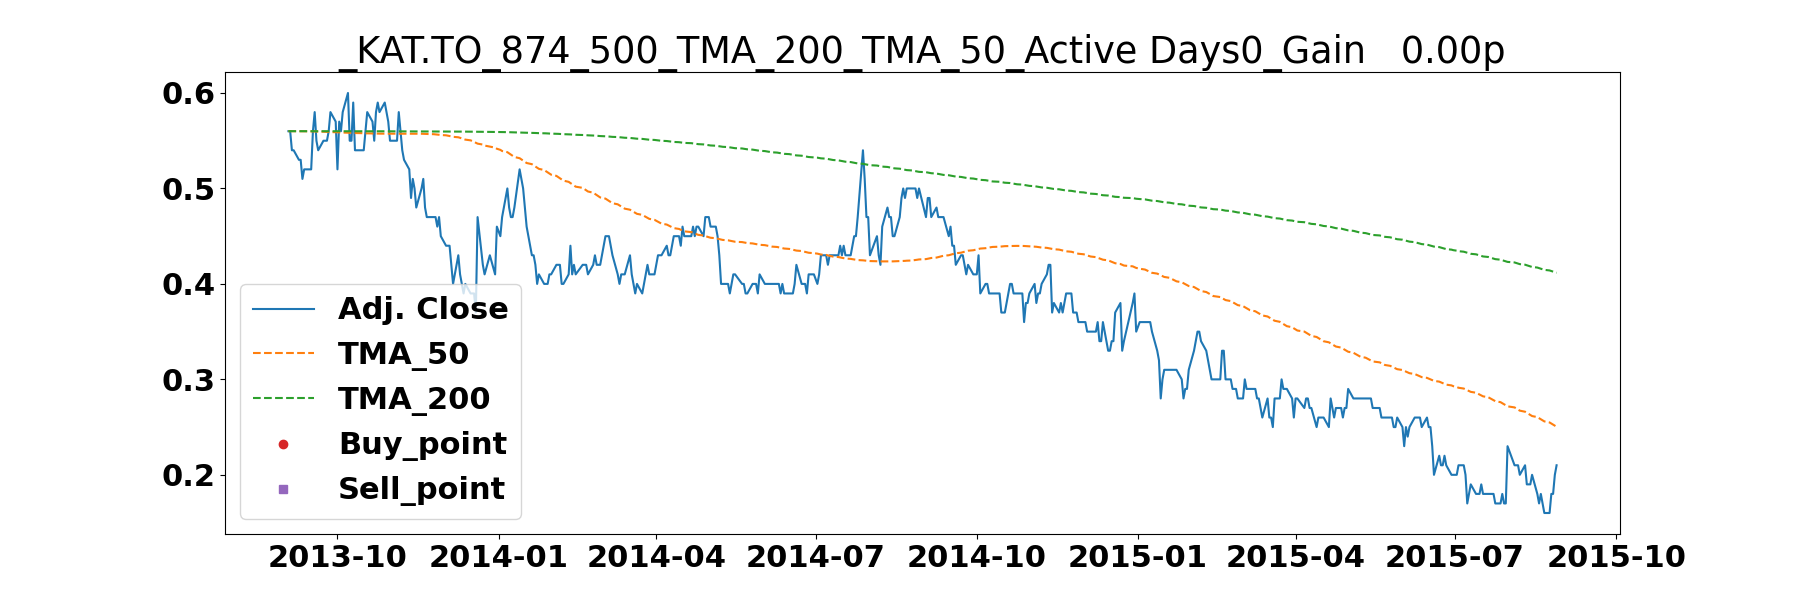 _KAT.TO_874_500_TMA_200_TMA_50_Active Days0_Gain   0.00p
0.6
0.5
0.4
0.3
0.2
Adj. Close
TMA_50
TMA_200
Buy_point
Sell_point
2013-10 2014-01 2014-04 2014-07 2014-10 2015-01 2015-04 2015-07 2015-10